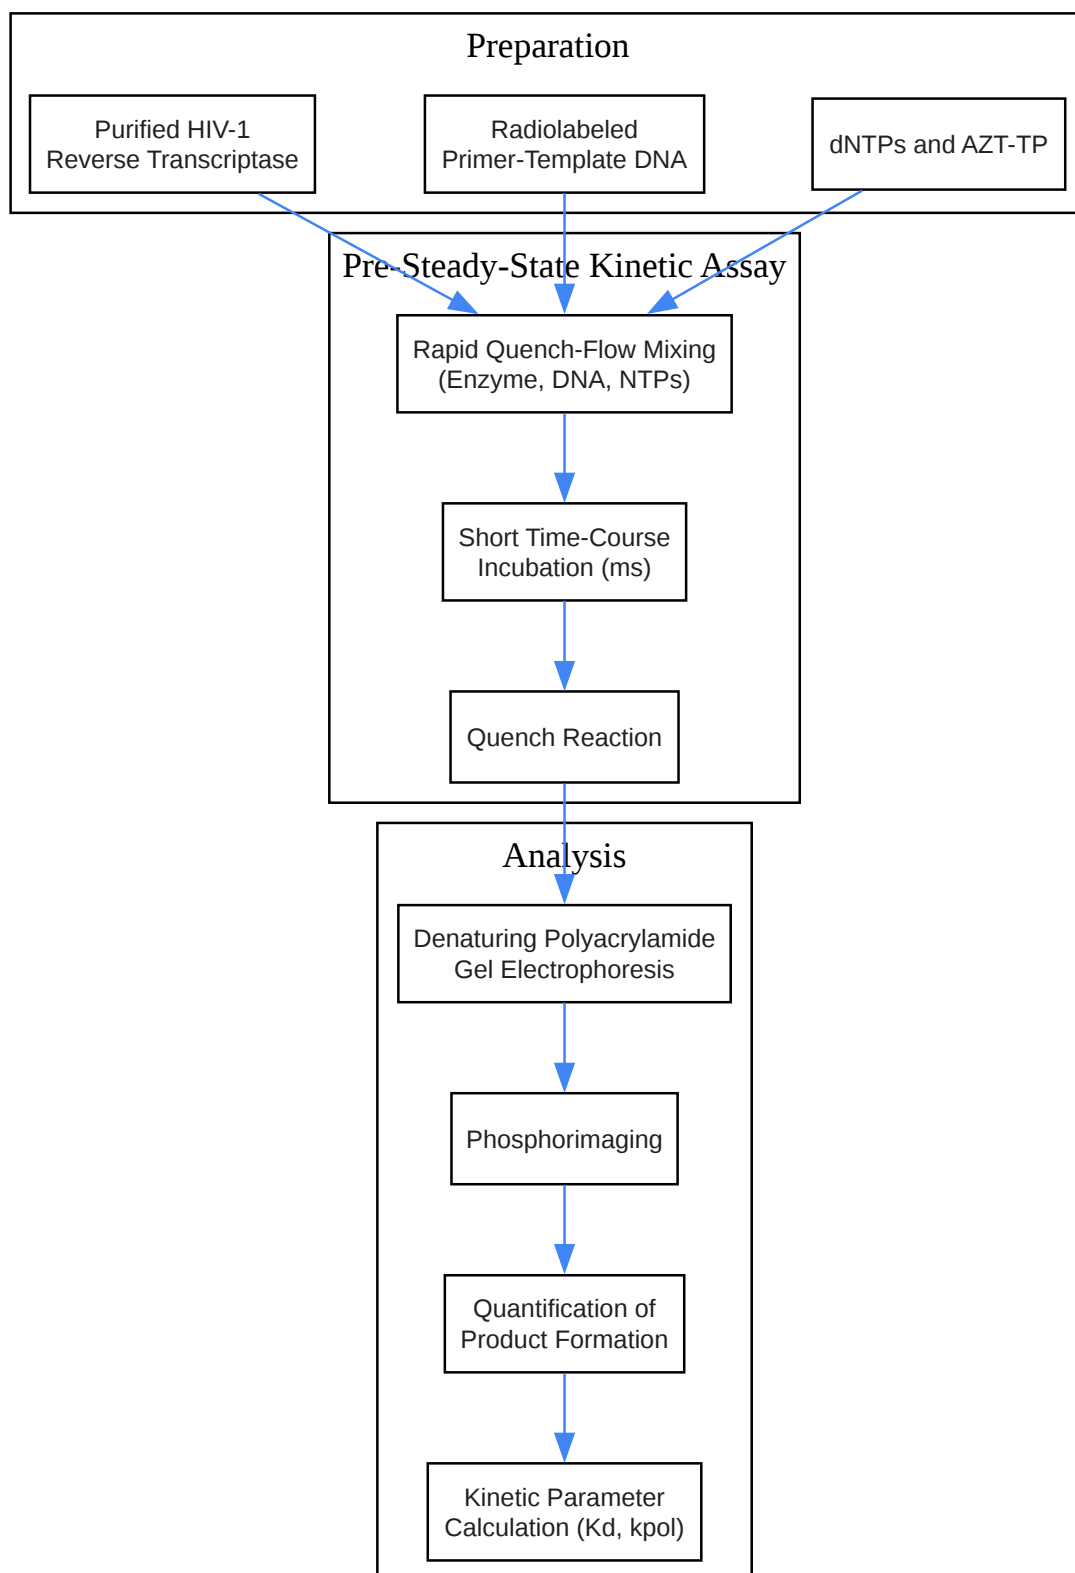 Preparation
Purified HIV-1
Reverse Transcriptase
Radiolabeled
Primer-Template DNA
dNTPs and AZT-TP
Pre-Steady-State Kinetic Assay
Rapid Quench-Flow Mixing
(Enzyme, DNA, NTPs)
Short Time-Course
Incubation (ms)
Quench Reaction
Analysis
Denaturing Polyacrylamide
Gel Electrophoresis
Phosphorimaging
Quantification of
Product Formation
Kinetic Parameter
Calculation (Kd, kpol)